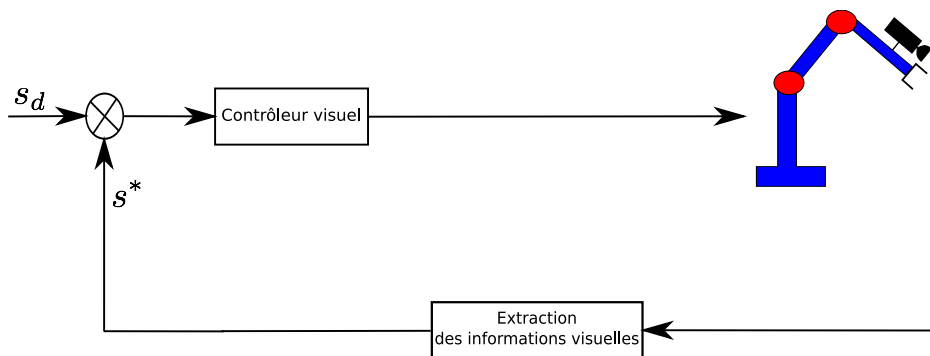 s_d
Contrôleur visuel
s*
Extraction
des informations visuelles